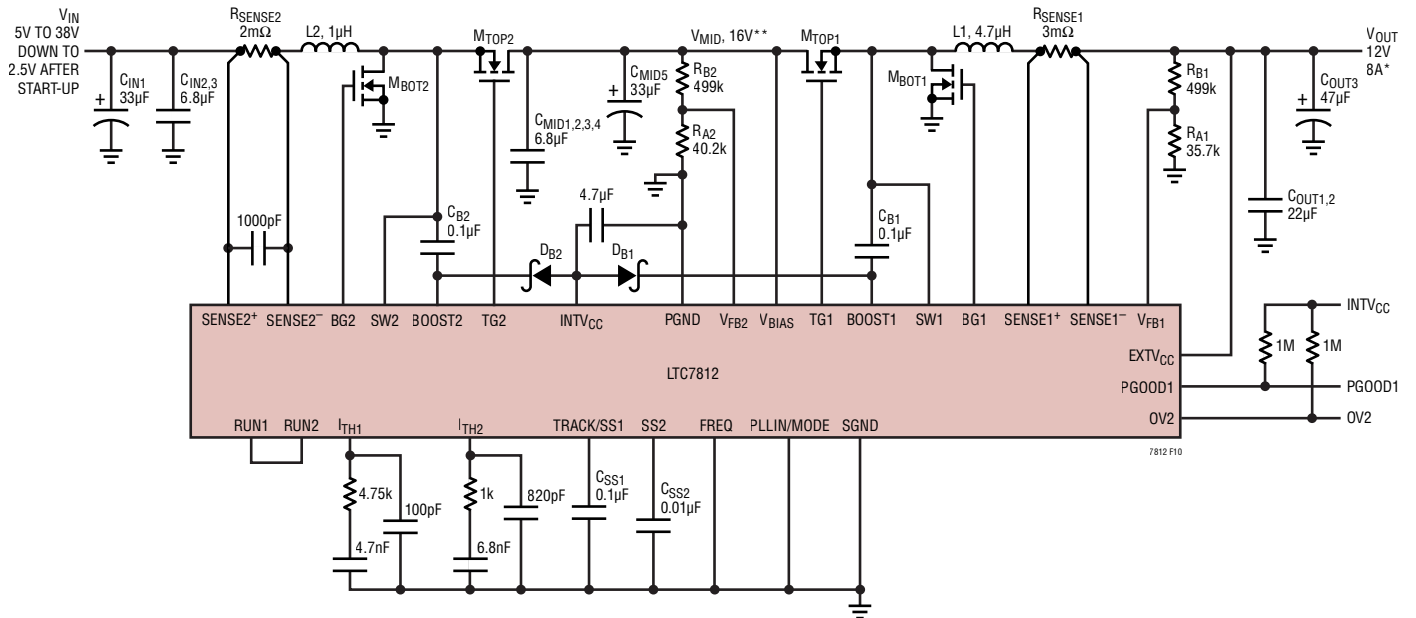 VIN
5V TO 38V
DOWN TO
2.5V AFTER
START-UP
RSENSE2
2mΩ
L2, 1µH
MTOP2
VMID, 16V**
MTOP1
L1, 4.7µH
RSENSE1
3mΩ
VOUT
12V
8A*
CIN1
33µF
+
CIN2,3
6.8µF
MBOT2
CMID1,2,3,4
6.8µF
CMID5
33µF
+
RB2
499k
RA2
40.2k
MBOT1
RB1
499k
RA1
35.7k
COUT3
47µF
+
COUT1,2
22µF
1000pF
CB2
0.1µF
DB2
4.7µF
DB1
CB1
0.1µF
SENSE2+
SENSE2–
BG2
SW2
BOOST2
TG2
INTVCC
PGND
VFB2
VBIAS
TG1
BOOST1
SW1
BG1
SENSE1+
SENSE1–
VFB1
INTVCC
1M
1M
EXTVCC
LTC7812
PGOOD1
PGOOD1
OV2
OV2
RUN1
RUN2
ITH1
ITH2
TRACK/SS1
SS2
FREQ
PLLIN/MODE
SGND
7812 F10
4.75k
100pF
4.7nF
1k
820pF
6.8nF
CSS1
0.1µF
CSS2
0.01µF